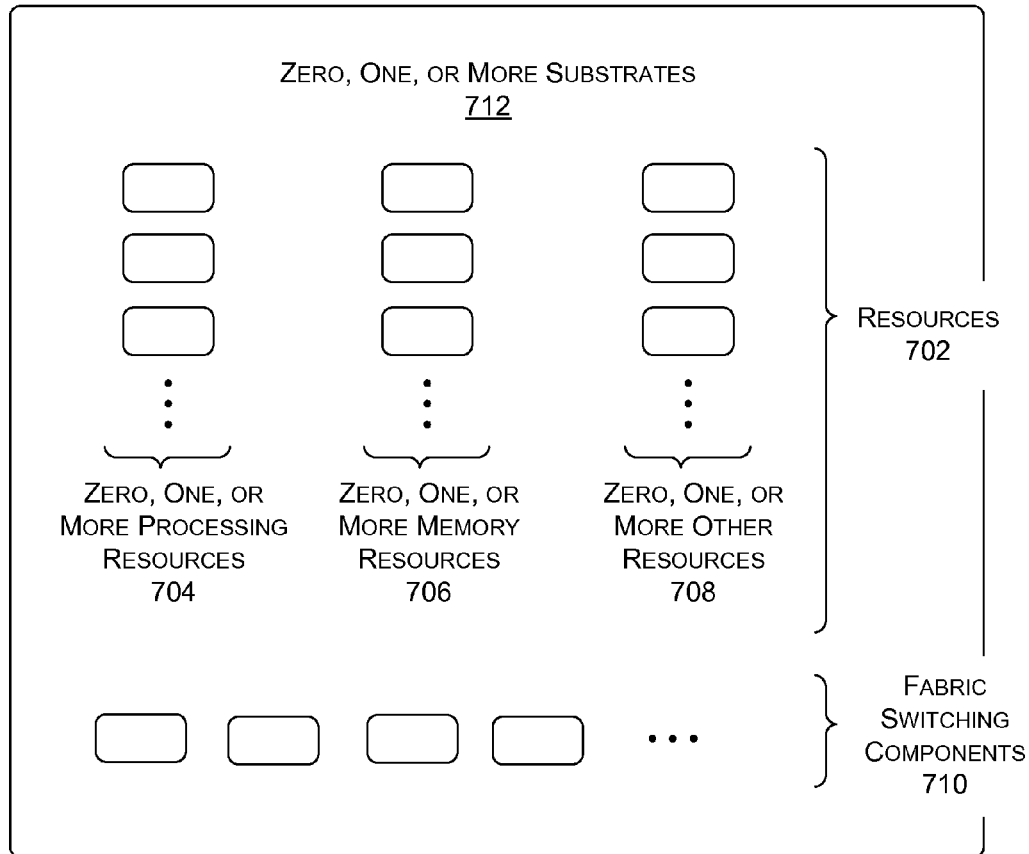 ZERO, ONE, OR MORE SUBSTRATES
712
RESOURCES
702
ZERO, ONE, OR
MORE PROCESSING
RESOURCES
704
ZERO, ONE, OR
MORE MEMORY
RESOURCES
706
ZERO, ONE, OR
MORE OTHER
RESOURCES
708
FABRIC
SWITCHING
COMPONENTS
710